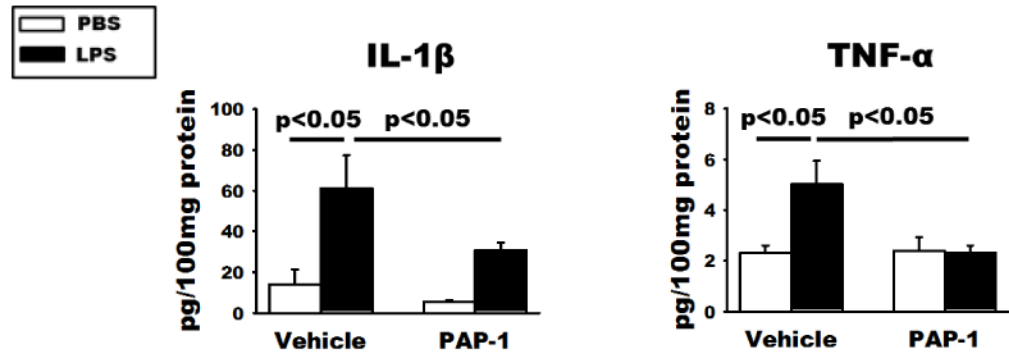 PBS
LPS
IL-1β
pg/100mg protein
100
80
60
40
20
0
p<0.05 p<0.05
Vehicle PAP-1
TNF-α
pg/100mg protein
8
6
4
2
0
p<0.05 p<0.05
Vehicle PAP-1